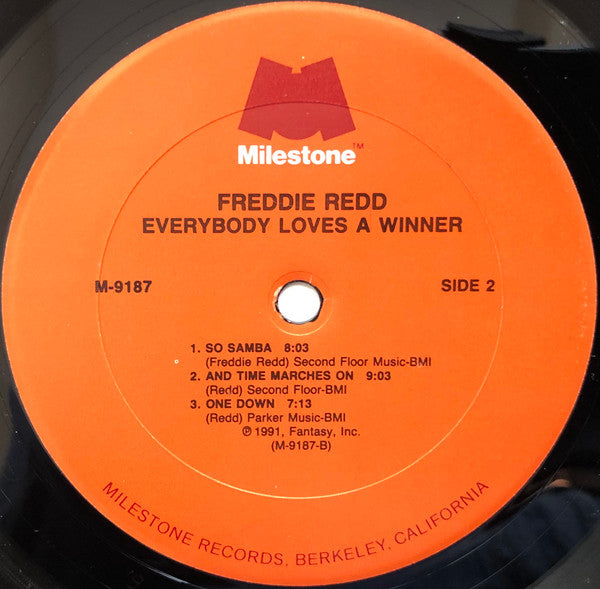 Milestone™
FREDDIE REDD
EVERYBODY LOVES A WINNER
M-9187
SIDE 2
1. SO SAMBA 8:03
(Freddie Redd) Second Floor Music-BMI
2. AND TIME MARCHES ON 9:03
(Redd) Second Floor-BMI
3. ONE DOWN 7:13
(Redd) Parker Music-BMI
℗ 1991, Fantasy, Inc.
(M-9187-B)
MILESTONE RECORDS, BERKELEY, CALIFORNIA